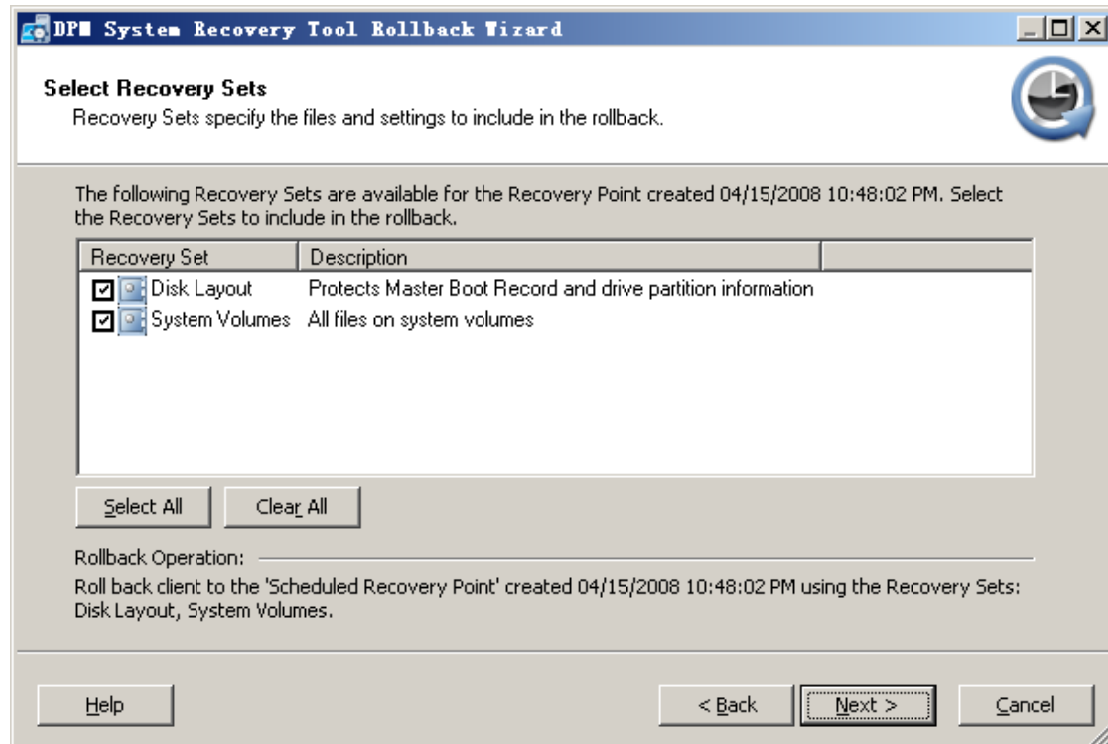 DPM System Recovery Tool Rollback Wizard
Select Recovery Sets
Recovery Sets specify the files and settings to include in the rollback.
The following Recovery Sets are available for the Recovery Point created 04/15/2008 10:48:02 PM. Select
the Recovery Sets to include in the rollback.
Recovery Set Description
Disk Layout Protects Master Boot Record and drive partition information
System Volumes All files on system volumes
Select All Clear All
Rollback Operation:
Roll back client to the 'Scheduled Recovery Point' created 04/15/2008 10:48:02 PM using the Recovery Sets:
Disk Layout, System Volumes.
Help < Back Next > Cancel